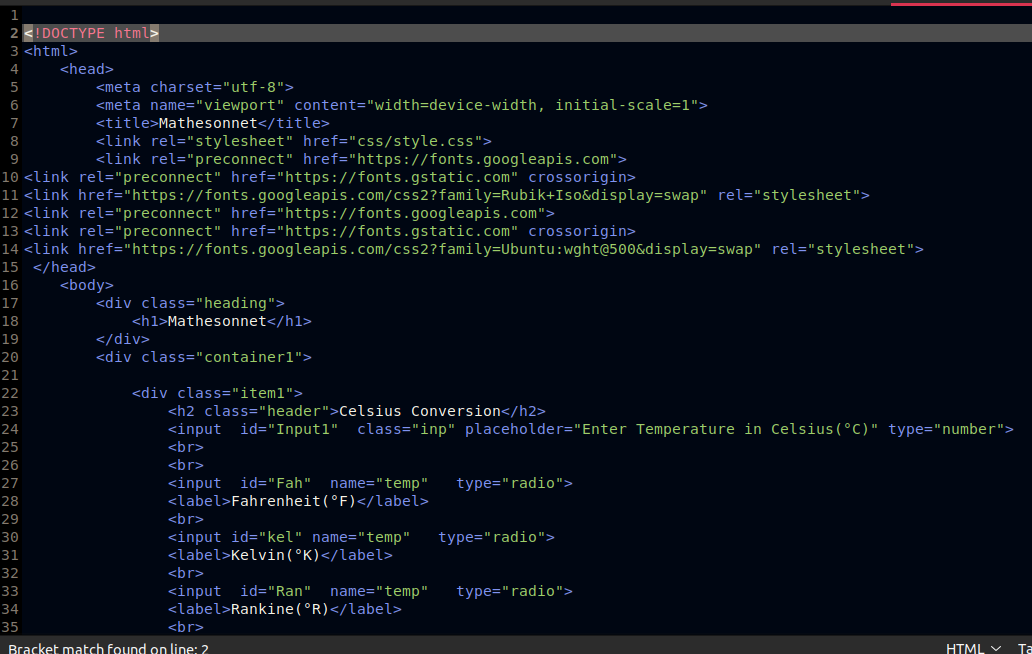 1
2 <!DOCTYPE html>
3 <html>
4     <head>
5         <meta charset="utf-8">
6         <meta name="viewport" content="width=device-width, initial-scale=1">
7         <title>Mathesonnet</title>
8         <link rel="stylesheet" href="css/style.css">
9         <link rel="preconnect" href="https://fonts.googleapis.com">
10 <link rel="preconnect" href="https://fonts.gstatic.com" crossorigin>
11 <link href="https://fonts.googleapis.com/css2?family=Rubik+Iso&display=swap" rel="stylesheet">
12 <link rel="preconnect" href="https://fonts.googleapis.com">
13 <link rel="preconnect" href="https://fonts.gstatic.com" crossorigin>
14 <link href="https://fonts.googleapis.com/css2?family=Ubuntu:wght@500&display=swap" rel="stylesheet">
15  </head>
16     <body>
17         <div class="heading">
18             <h1>Mathesonnet</h1>
19         </div>
20         <div class="container1">
21
22             <div class="item1">
23                 <h2 class="header">Celsius Conversion</h2>
24                 <input  id="Input1"  class="inp" placeholder="Enter Temperature in Celsius(°C)" type="number">
25                 <br>
26                 <br>
27                 <input  id="Fah"  name="temp"   type="radio">
28                 <label>Fahrenheit(°F)</label>
29                 <br>
30                 <input id="kel" name="temp"   type="radio">
31                 <label>Kelvin(°K)</label>
32                 <br>
33                 <input  id="Ran"  name="temp"   type="radio">
34                 <label>Rankine(°R)</label>
35                 <br>
Bracket match found on line: 2 HTML Ta